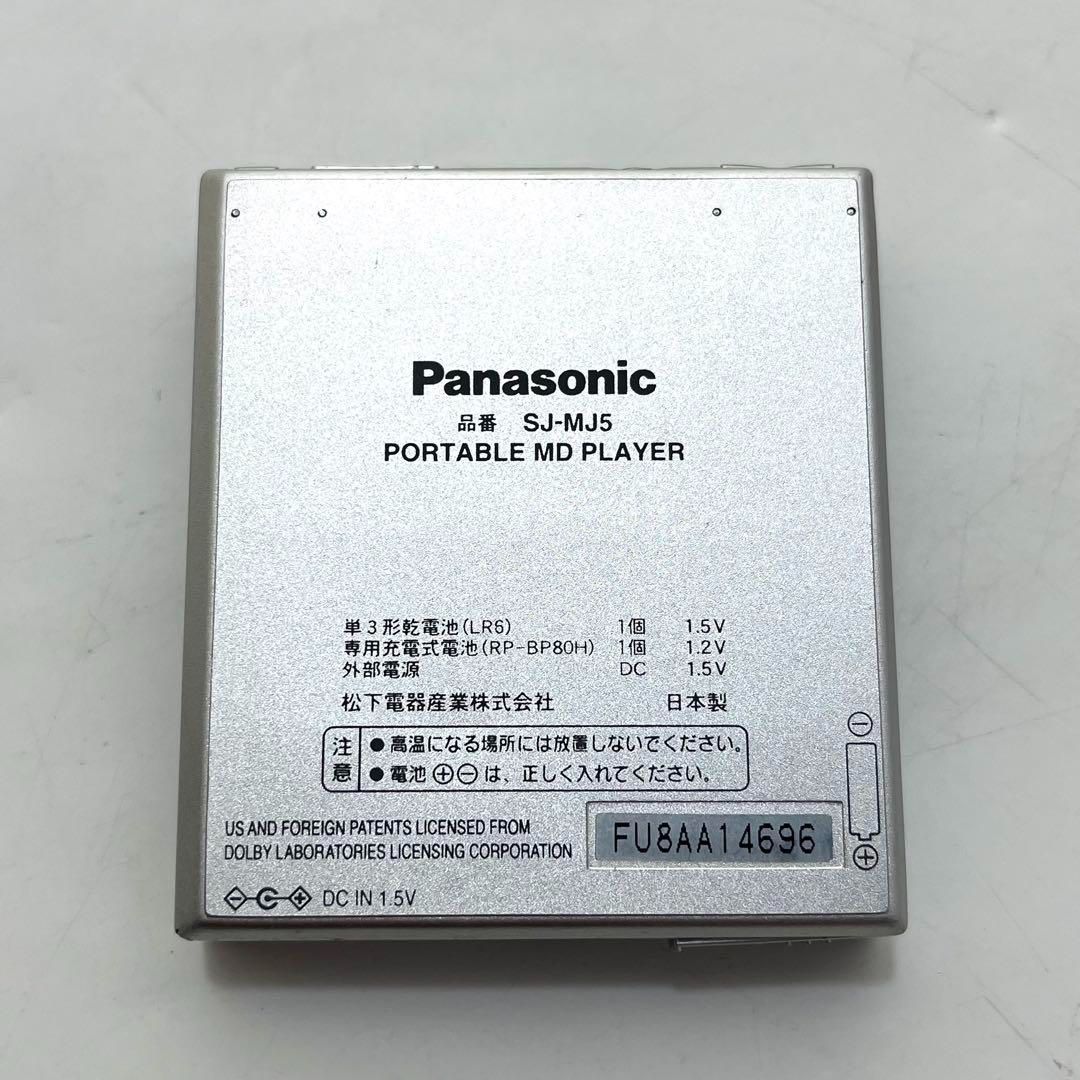 Panasonic
品番 SJ-MJ5
PORTABLE MD PLAYER
単3形乾電池(LR6) 1個 1.5V
専用充電式電池(RP-BP80H) 1個 1.2V
外部電源 DC 1.5V
松下電器産業株式会社 日本製
注意
●高温になる場所には放置しないでください。
●電池⊕⊖は、正しく入れてください。
⊖
⊕
US AND FOREIGN PATENTS LICENSED FROM
DOLBY LABORATORIES LICENSING CORPORATION
FU8AA14696
DC IN 1.5V